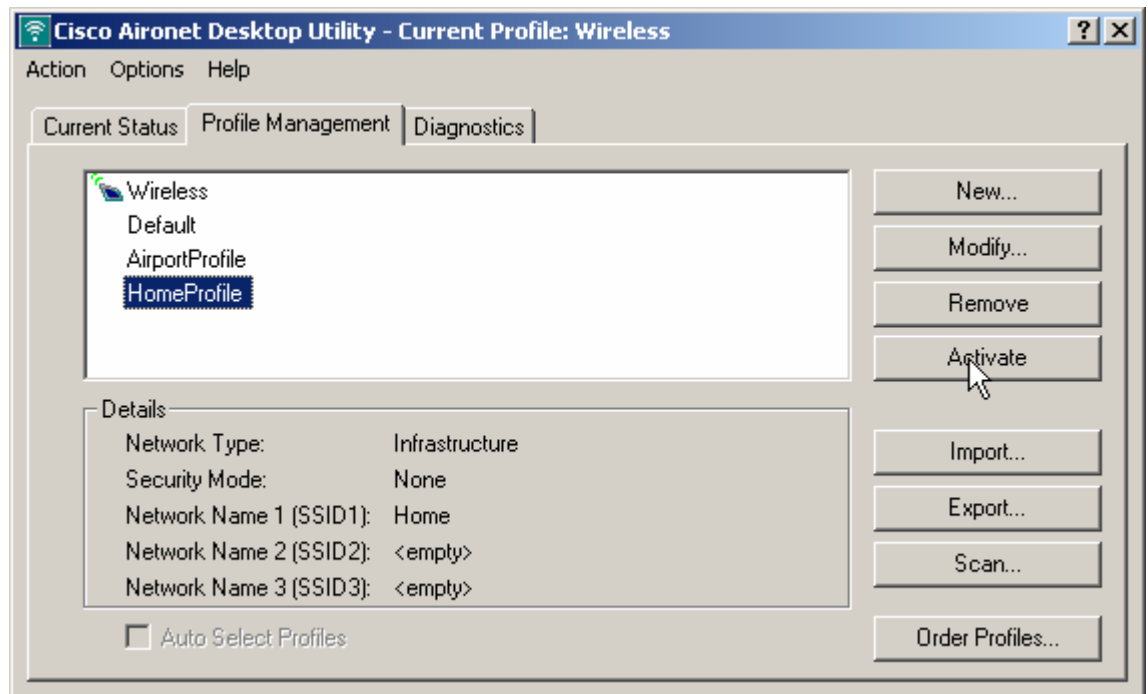 Cisco Aironet Desktop Utility - Current Profile: Wireless
Action Options Help
Current Status Profile Management Diagnostics
Wireless
Default
AirportProfile
HomeProfile
New...
Modify...
Remove
Activate
Details
Network Type: Infrastructure
Security Mode: None
Network Name 1 (SSID1): Home
Network Name 2 (SSID2): <empty>
Network Name 3 (SSID3): <empty>
Import...
Export...
Scan...
Auto Select Profiles
Order Profiles...